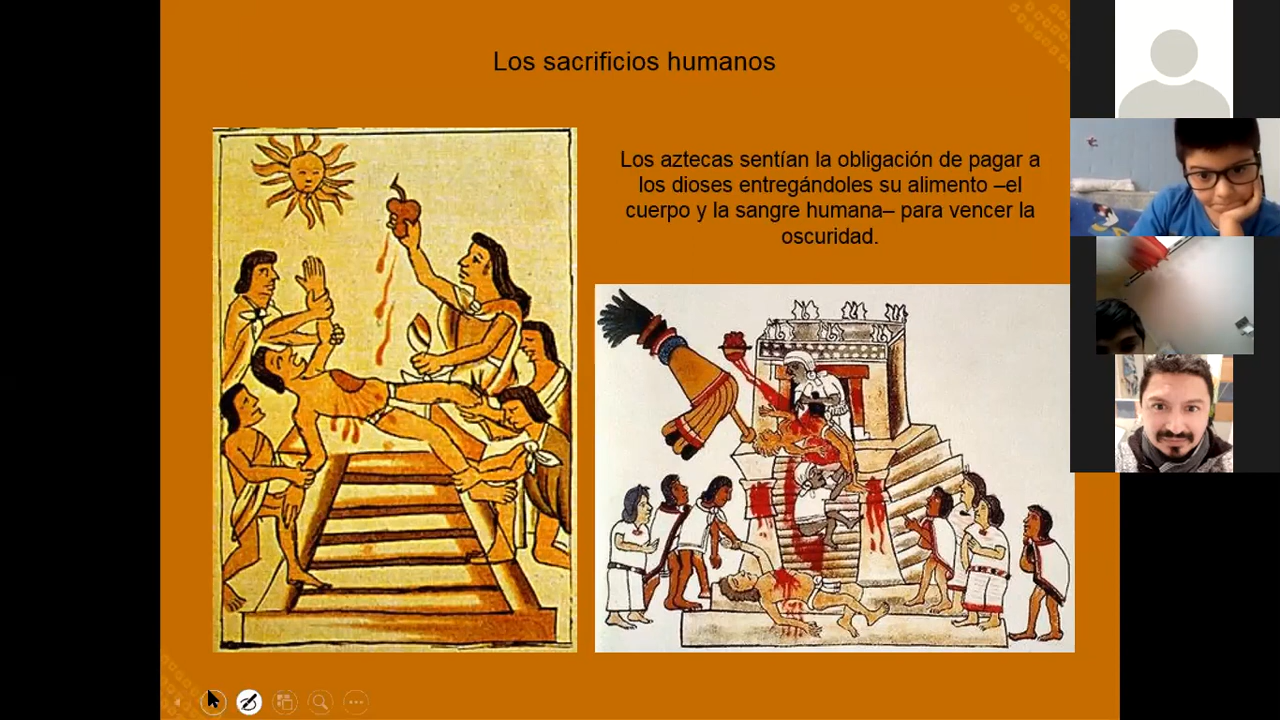 Los sacrificios humanos
Los aztecas sentían la obligación de pagar a
los dioses entregándoles su alimento –el
cuerpo y la sangre humana– para vencer la
oscuridad.